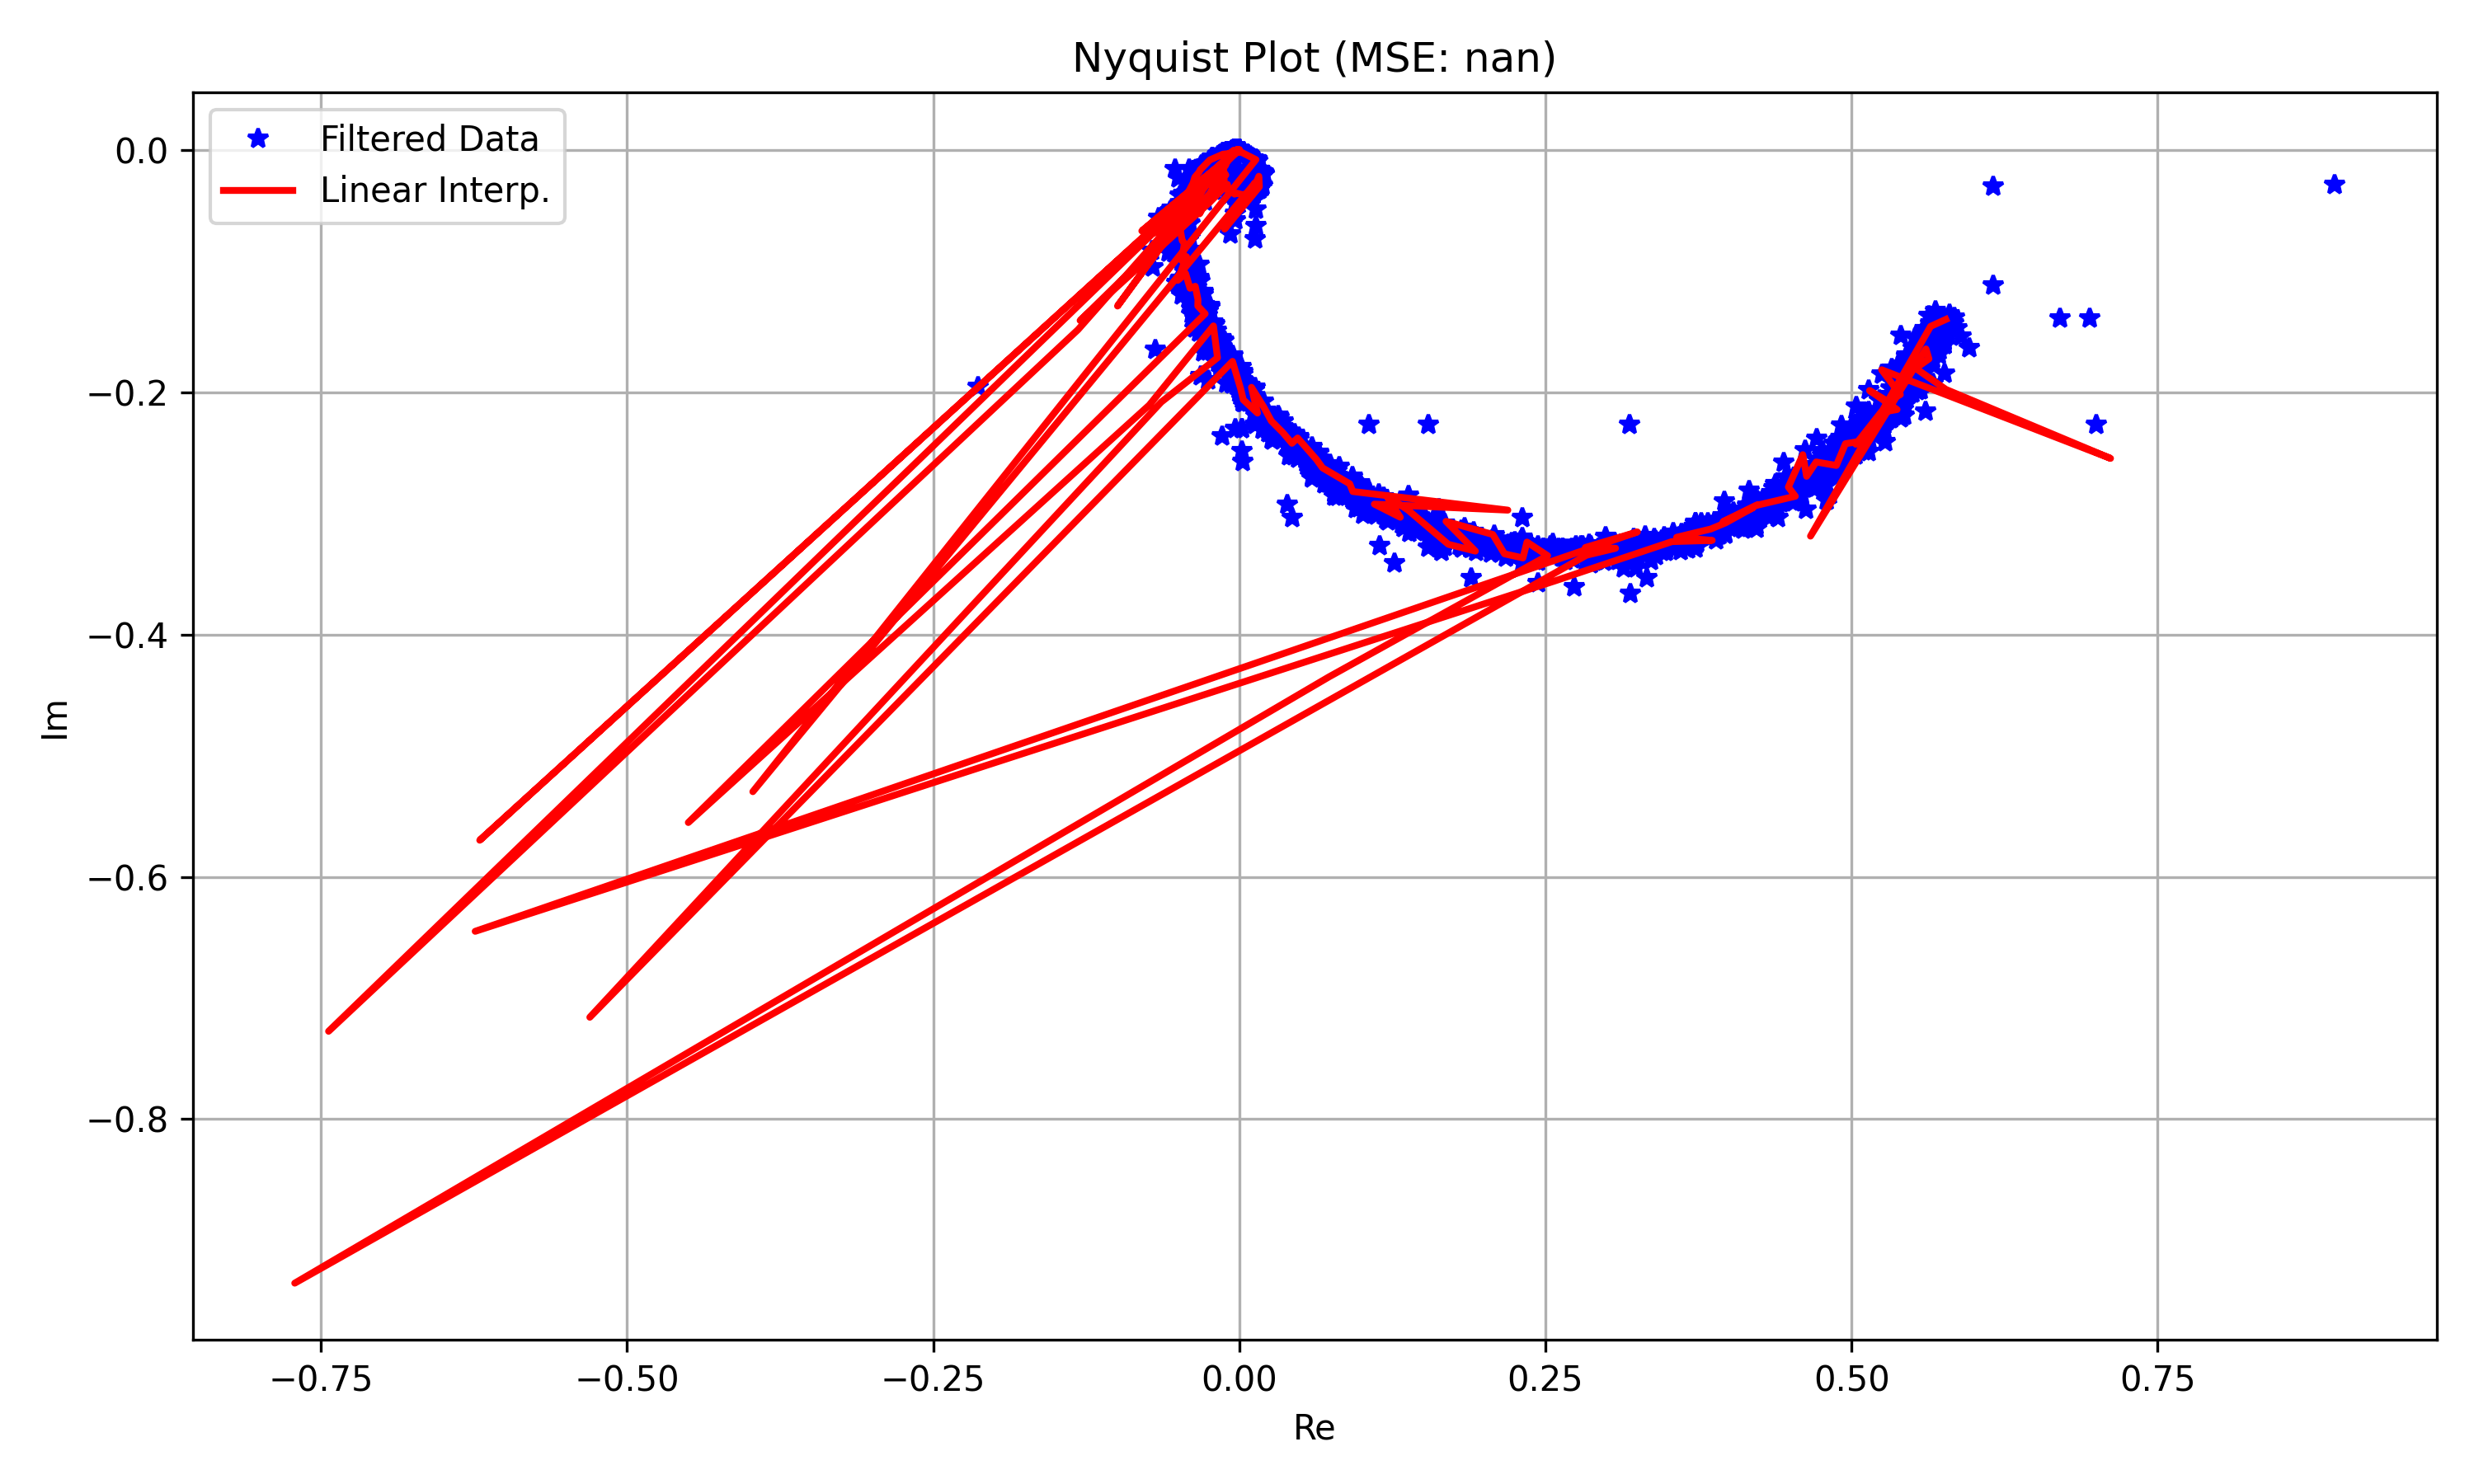 Nyquist Plot (MSE: nan)
Filtered Data
Linear Interp.
0.0
−0.2
−0.4
−0.6
−0.8
Im
−0.75 −0.50 −0.25 0.00 0.25 0.50 0.75
Re